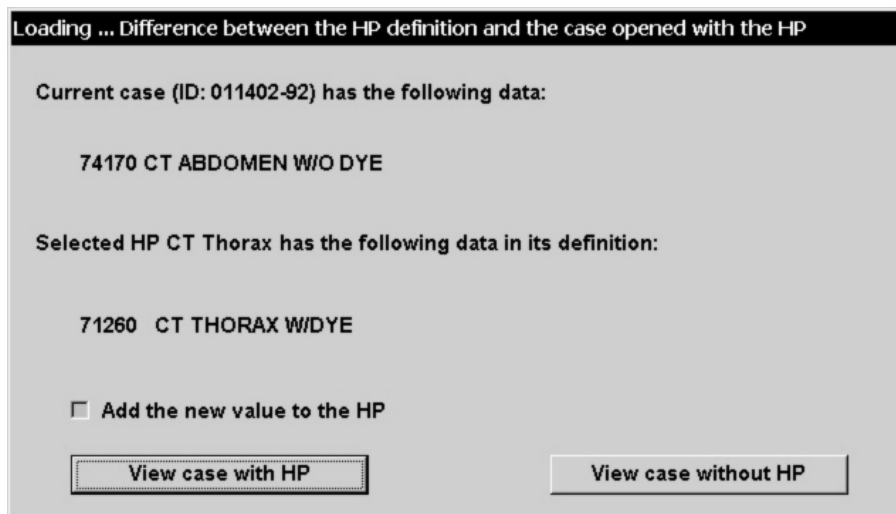 Loading ... Difference between the HP definition and the case opened with the HP
Current case (ID: 011402-92) has the following data:
74170 CT ABDOMEN W/O DYE
Selected HP CT Thorax has the following data in its definition:
71260 CT THORAX W/DYE
Add the new value to the HP
View case with HP
View case without HP